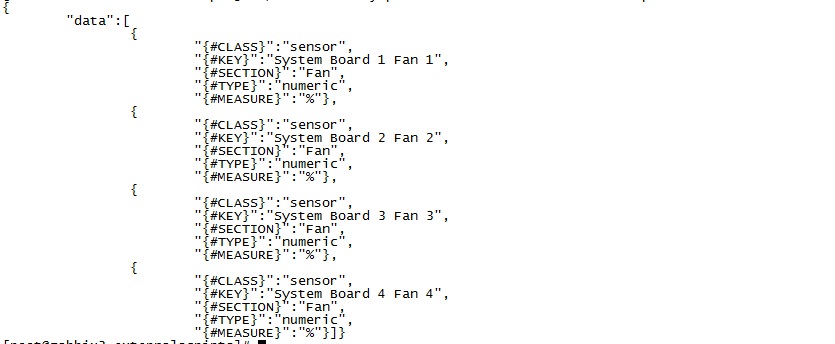 {
"data":[
{
"{#CLASS}":"sensor",
"{#KEY}":"System Board 1 Fan 1",
"{#SECTION}":"Fan",
"{#TYPE}":"numeric",
"{#MEASURE}":"%"},
{
"{#CLASS}":"sensor",
"{#KEY}":"System Board 2 Fan 2",
"{#SECTION}":"Fan",
"{#TYPE}":"numeric",
"{#MEASURE}":"%"},
{
"{#CLASS}":"sensor",
"{#KEY}":"System Board 3 Fan 3",
"{#SECTION}":"Fan",
"{#TYPE}":"numeric",
"{#MEASURE}":"%"},
{
"{#CLASS}":"sensor",
"{#KEY}":"System Board 4 Fan 4",
"{#SECTION}":"Fan",
"{#TYPE}":"numeric",
"{#MEASURE}":"%"}]}